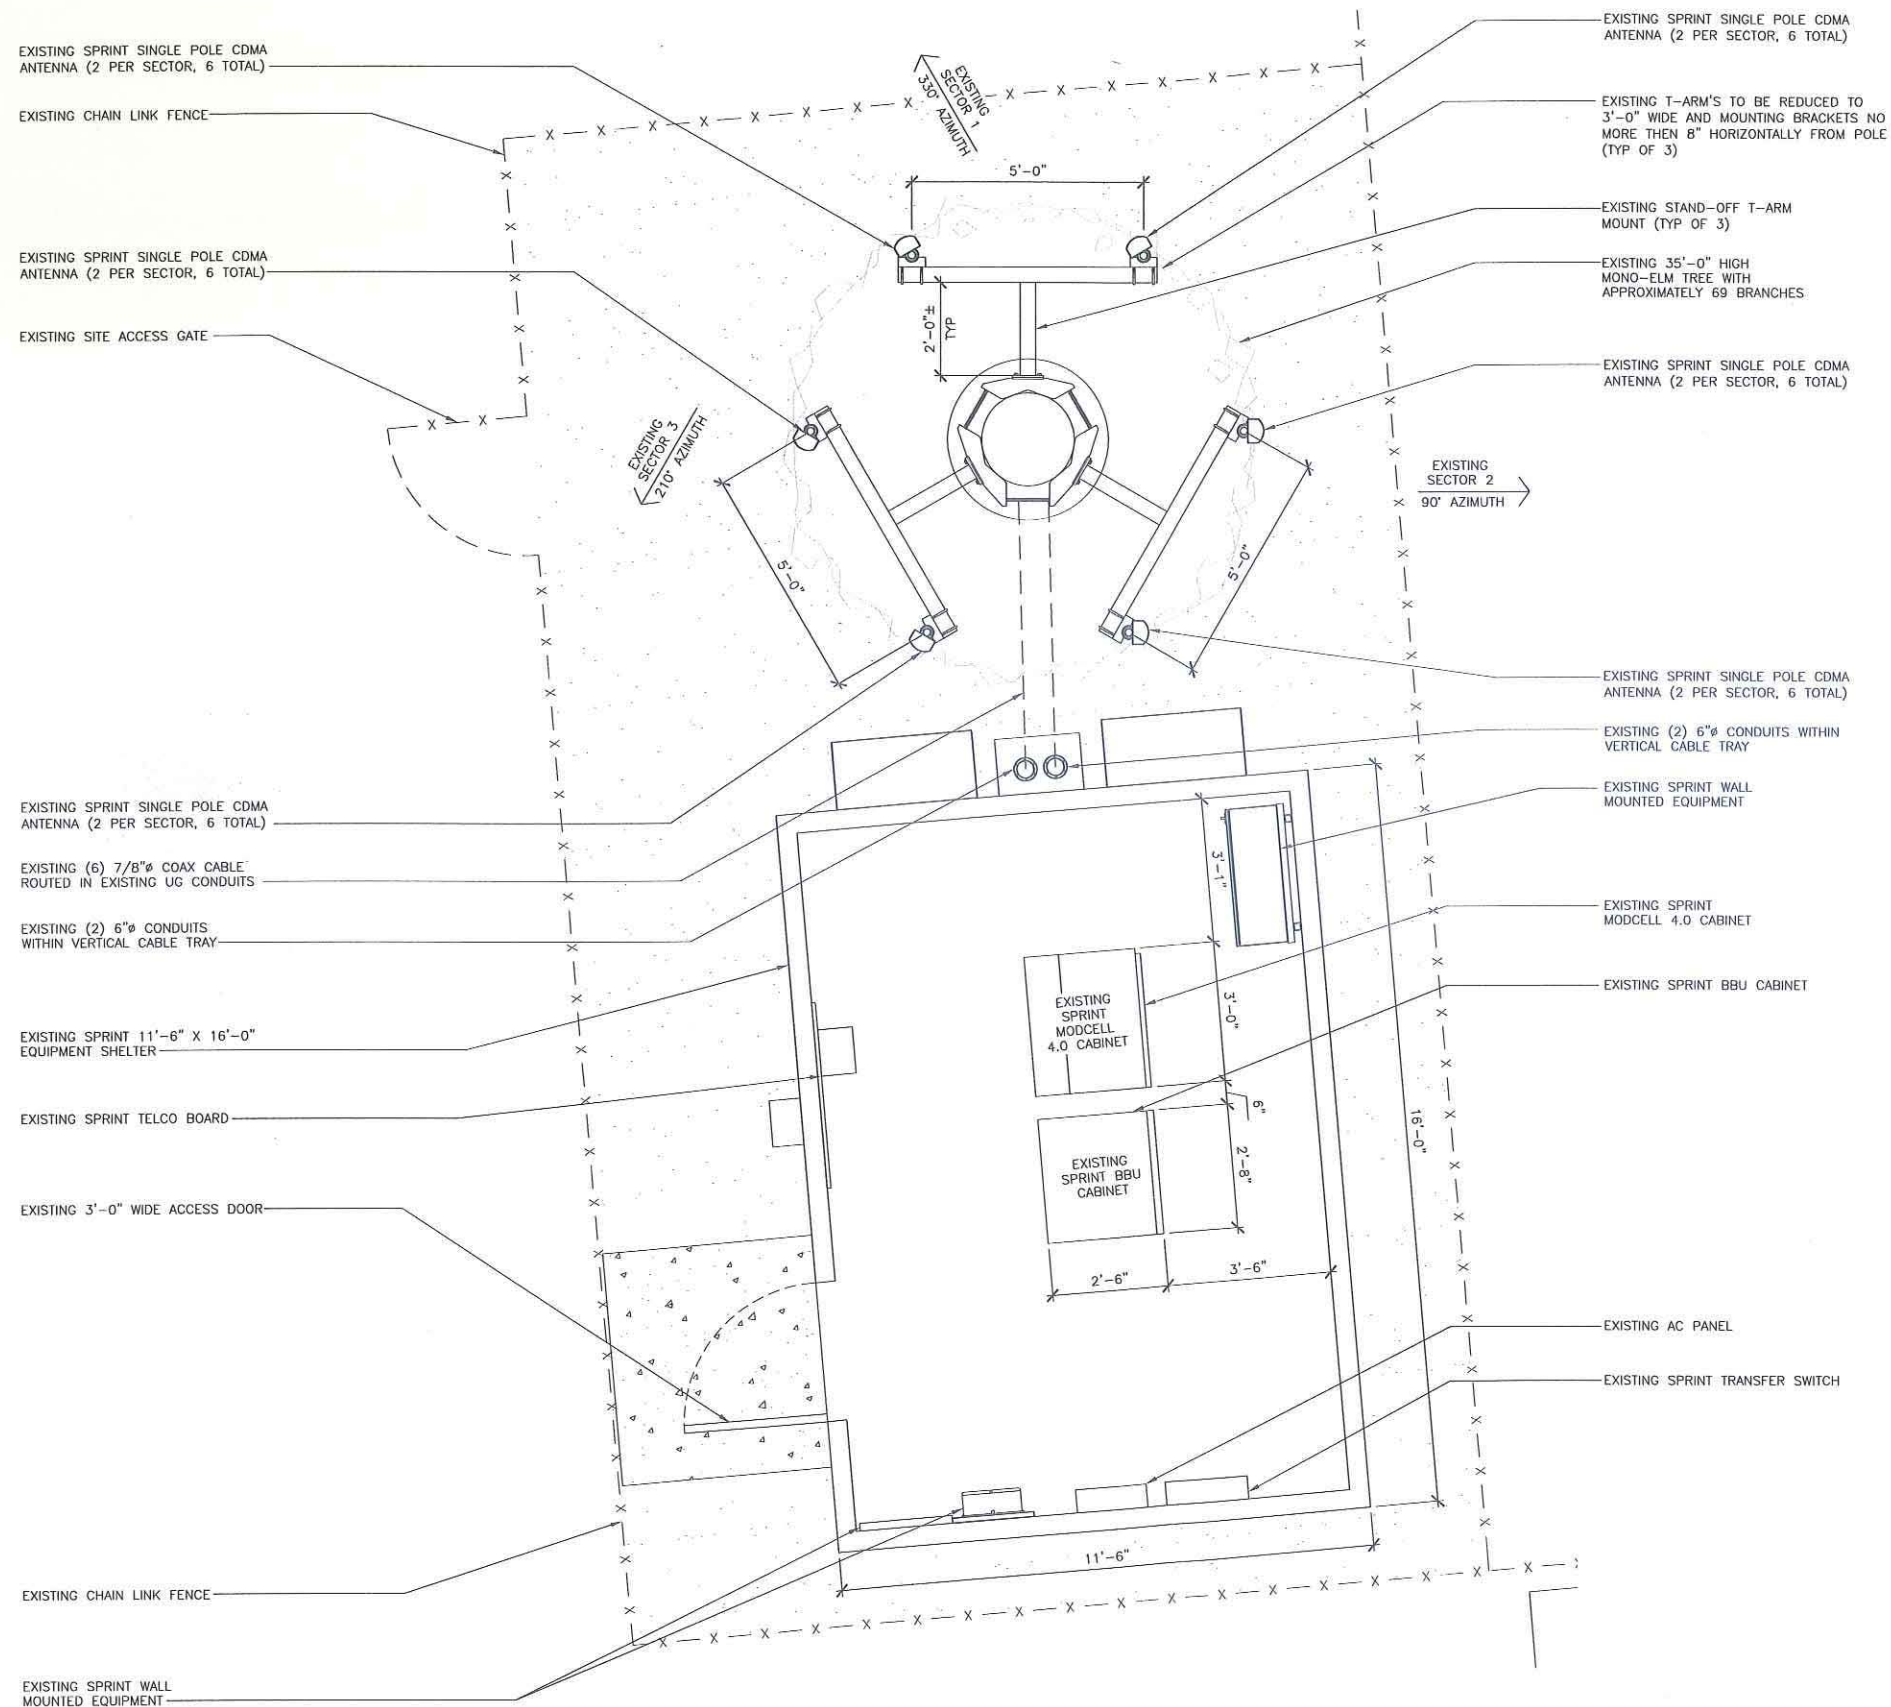 EXISTING SPRINT SINGLE POLE CDMA
ANTENNA (2 PER SECTOR, 6 TOTAL)
EXISTING CHAIN LINK FENCE
EXISTING SPRINT SINGLE POLE CDMA
ANTENNA (2 PER SECTOR, 6 TOTAL)
EXISTING SITE ACCESS GATE
EXISTING SPRINT SINGLE POLE CDMA
ANTENNA (2 PER SECTOR, 6 TOTAL)
EXISTING (6) 7/8"ø COAX CABLE
ROUTED IN EXISTING UG CONDUITS
EXISTING (2) 6"ø CONDUITS
WITHIN VERTICAL CABLE TRAY
EXISTING SPRINT 11'-6" X 16'-0"
EQUIPMENT SHELTER
EXISTING SPRINT TELCO BOARD
EXISTING 3'-0" WIDE ACCESS DOOR
EXISTING CHAIN LINK FENCE
EXISTING SPRINT WALL
MOUNTED EQUIPMENT
EXISTING
SECTOR 1
330° AZIMUTH
5'-0"
2'-0"±
TYP
EXISTING
SECTOR 3
210° AZIMUTH
5'-0"
5'-0"
EXISTING
SECTOR 2
90° AZIMUTH
3'-1"
EXISTING
SPRINT
MODCELL
4.0 CABINET
3'-0"
6"
EXISTING
SPRINT BBU
CABINET
2'-8"
2'-6"
3'-6"
16'-0"
11'-6"
EXISTING SPRINT SINGLE POLE CDMA
ANTENNA (2 PER SECTOR, 6 TOTAL)
EXISTING T-ARM'S TO BE REDUCED TO
3'-0" WIDE AND MOUNTING BRACKETS NO
MORE THEN 8" HORIZONTALLY FROM POLE
(TYP OF 3)
EXISTING STAND-OFF T-ARM
MOUNT (TYP OF 3)
EXISTING 35'-0" HIGH
MONO-ELM TREE WITH
APPROXIMATELY 69 BRANCHES
EXISTING SPRINT SINGLE POLE CDMA
ANTENNA (2 PER SECTOR, 6 TOTAL)
EXISTING SPRINT SINGLE POLE CDMA
ANTENNA (2 PER SECTOR, 6 TOTAL)
EXISTING (2) 6"ø CONDUITS WITHIN
VERTICAL CABLE TRAY
EXISTING SPRINT WALL
MOUNTED EQUIPMENT
EXISTING SPRINT
MODCELL 4.0 CABINET
EXISTING SPRINT BBU CABINET
EXISTING AC PANEL
EXISTING SPRINT TRANSFER SWITCH